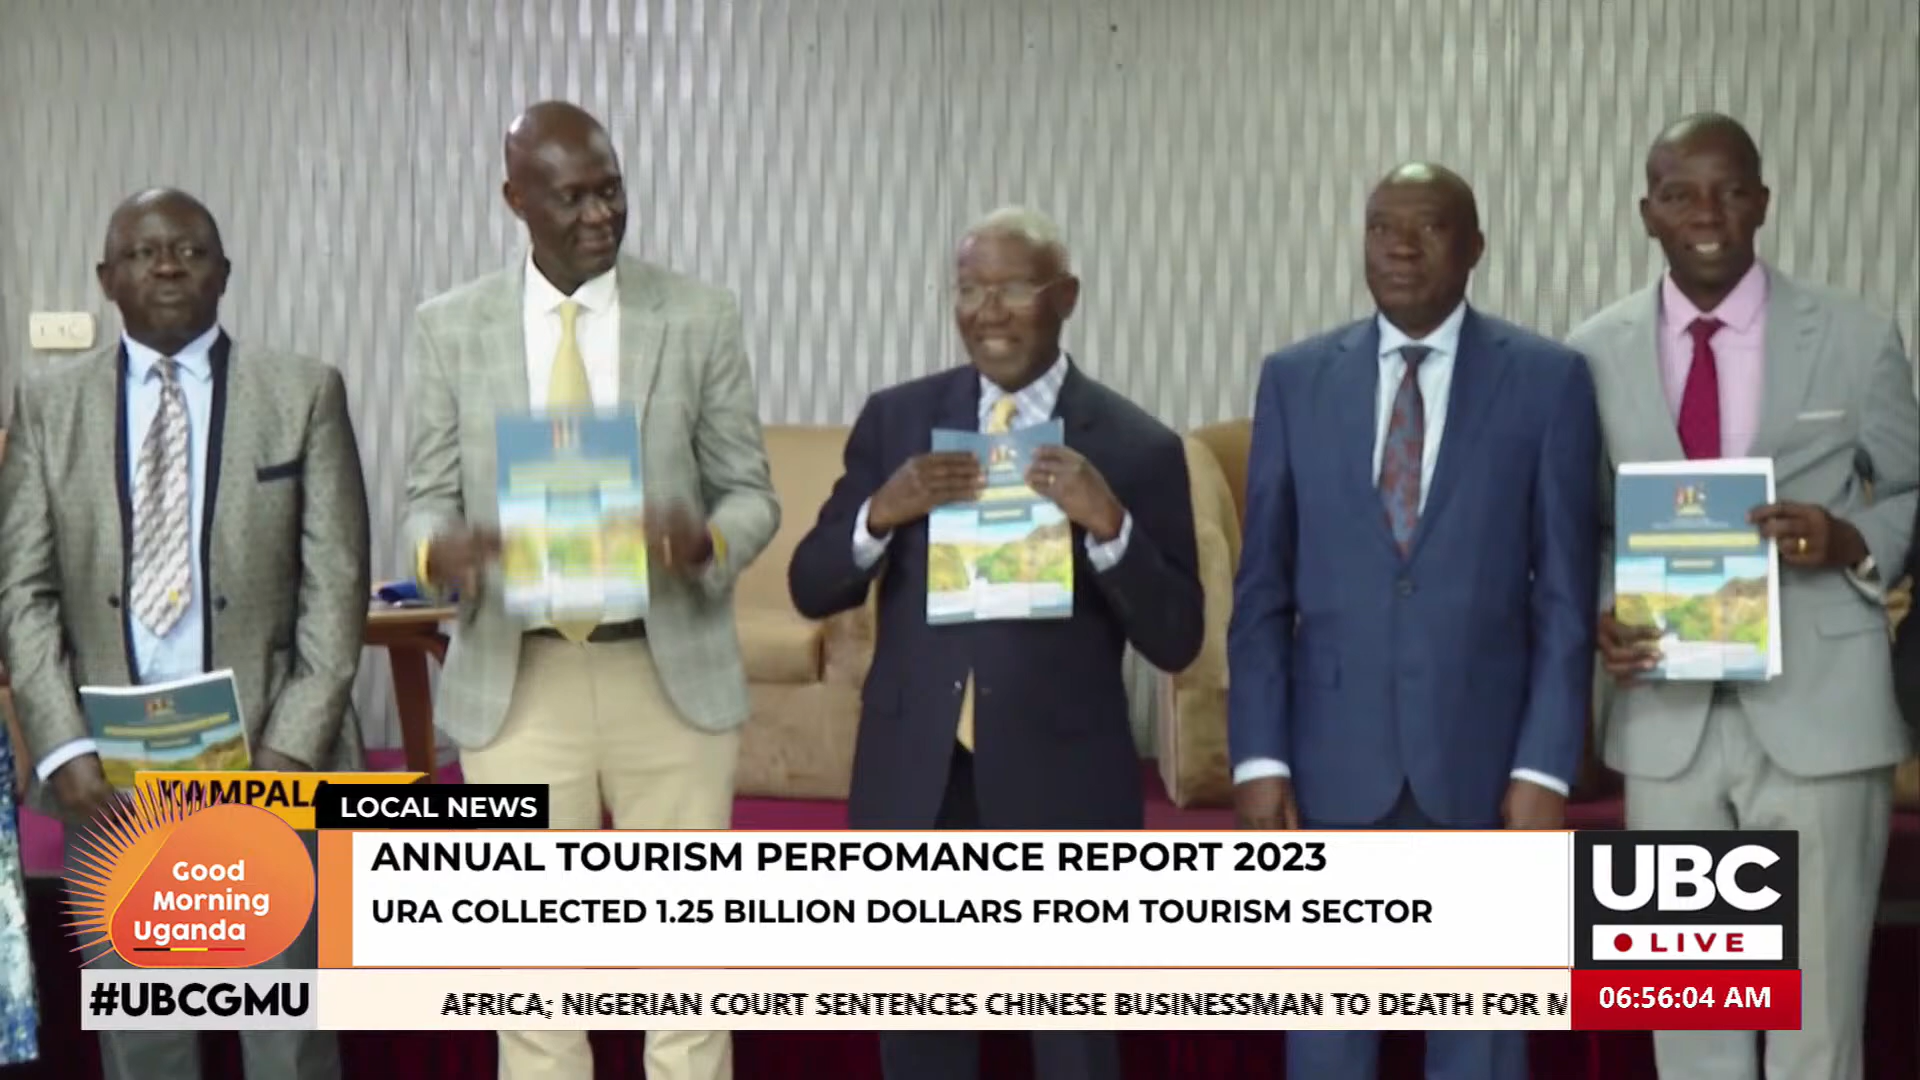 KAMPALA
LOCAL NEWS
ANNUAL TOURISM PERFOMANCE REPORT 2023
URA COLLECTED 1.25 BILLION DOLLARS FROM TOURISM SECTOR
Good
Morning
Uganda
UBC
LIVE
#UBCGMU
AFRICA; NIGERIAN COURT SENTENCES CHINESE BUSINESSMAN TO DEATH FOR M
06:56:04 AM